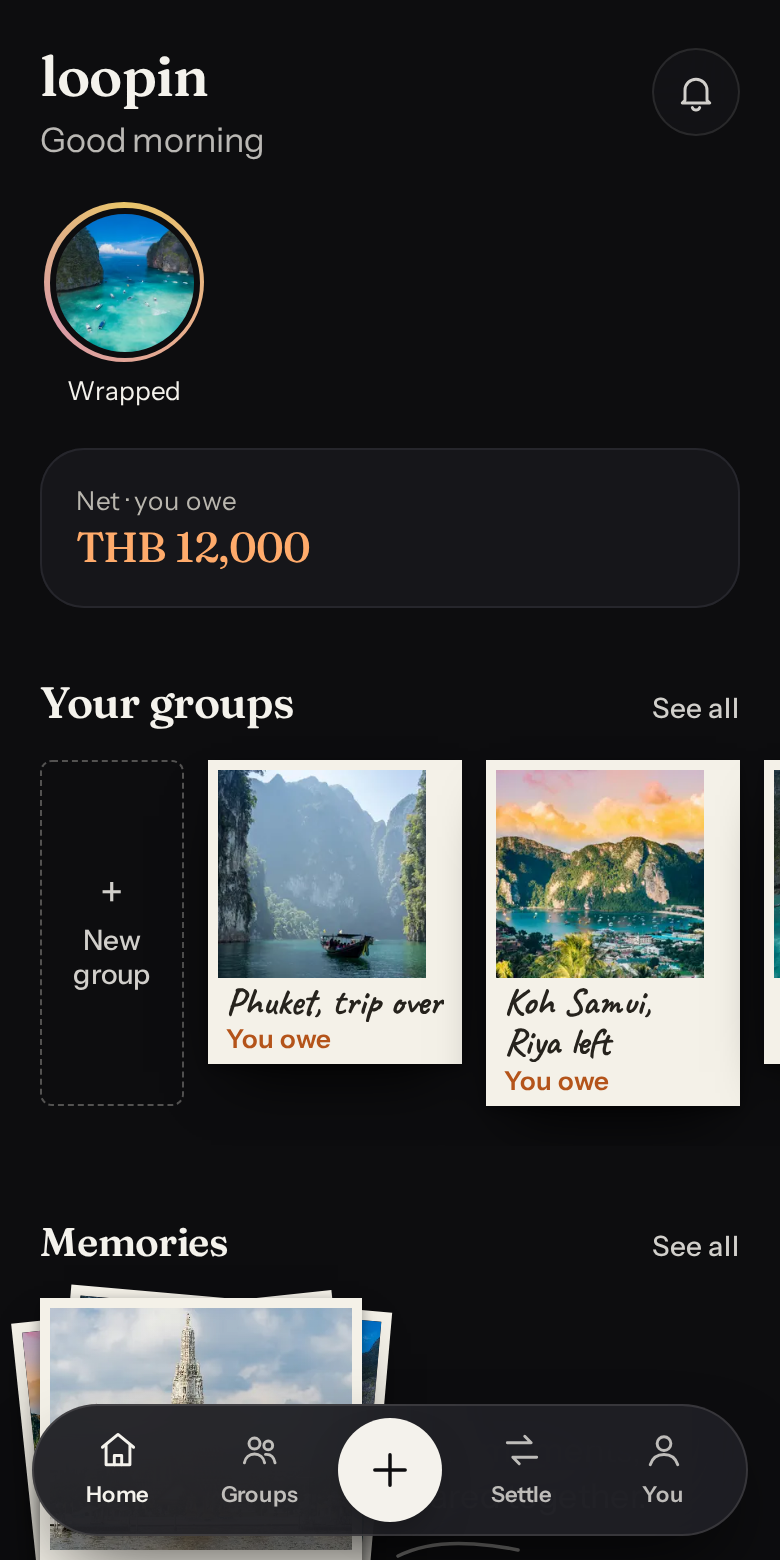 loopin
Good morning
Wrapped
Net · you owe
THB 12,000
Your groups
See all
+
New
group
Phuket, trip over
You owe
Koh Samui,
Riya left
You owe
Memories
See all
Home
Groups
Settle
You